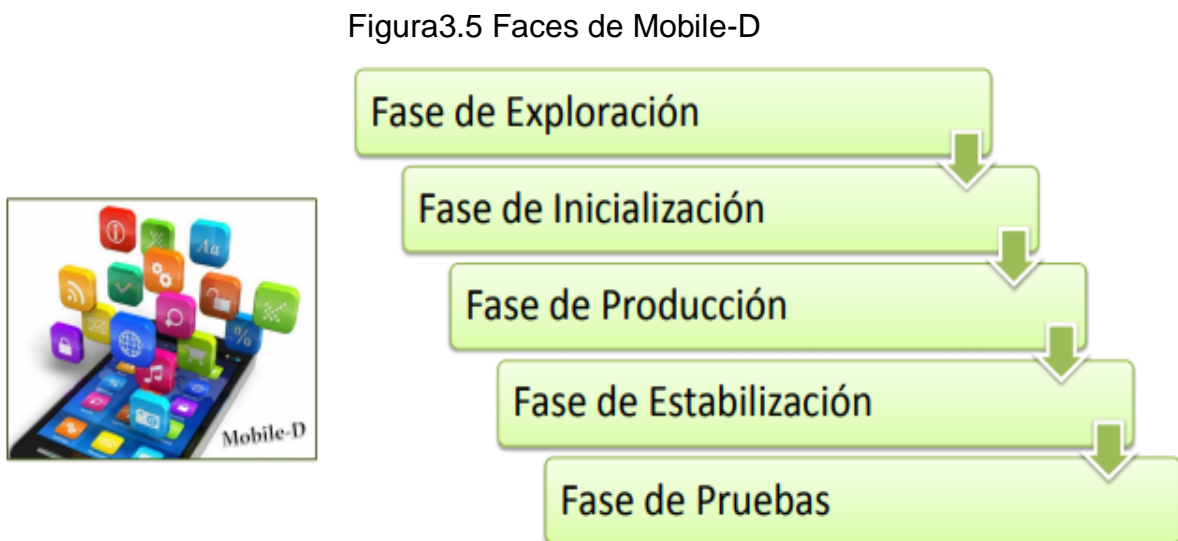 Figura3.5 Faces de Mobile-D
Fase de Exploración
Fase de Inicialización
Fase de Producción
Fase de Estabilización
Fase de Pruebas
Aa
%
Mobile-D